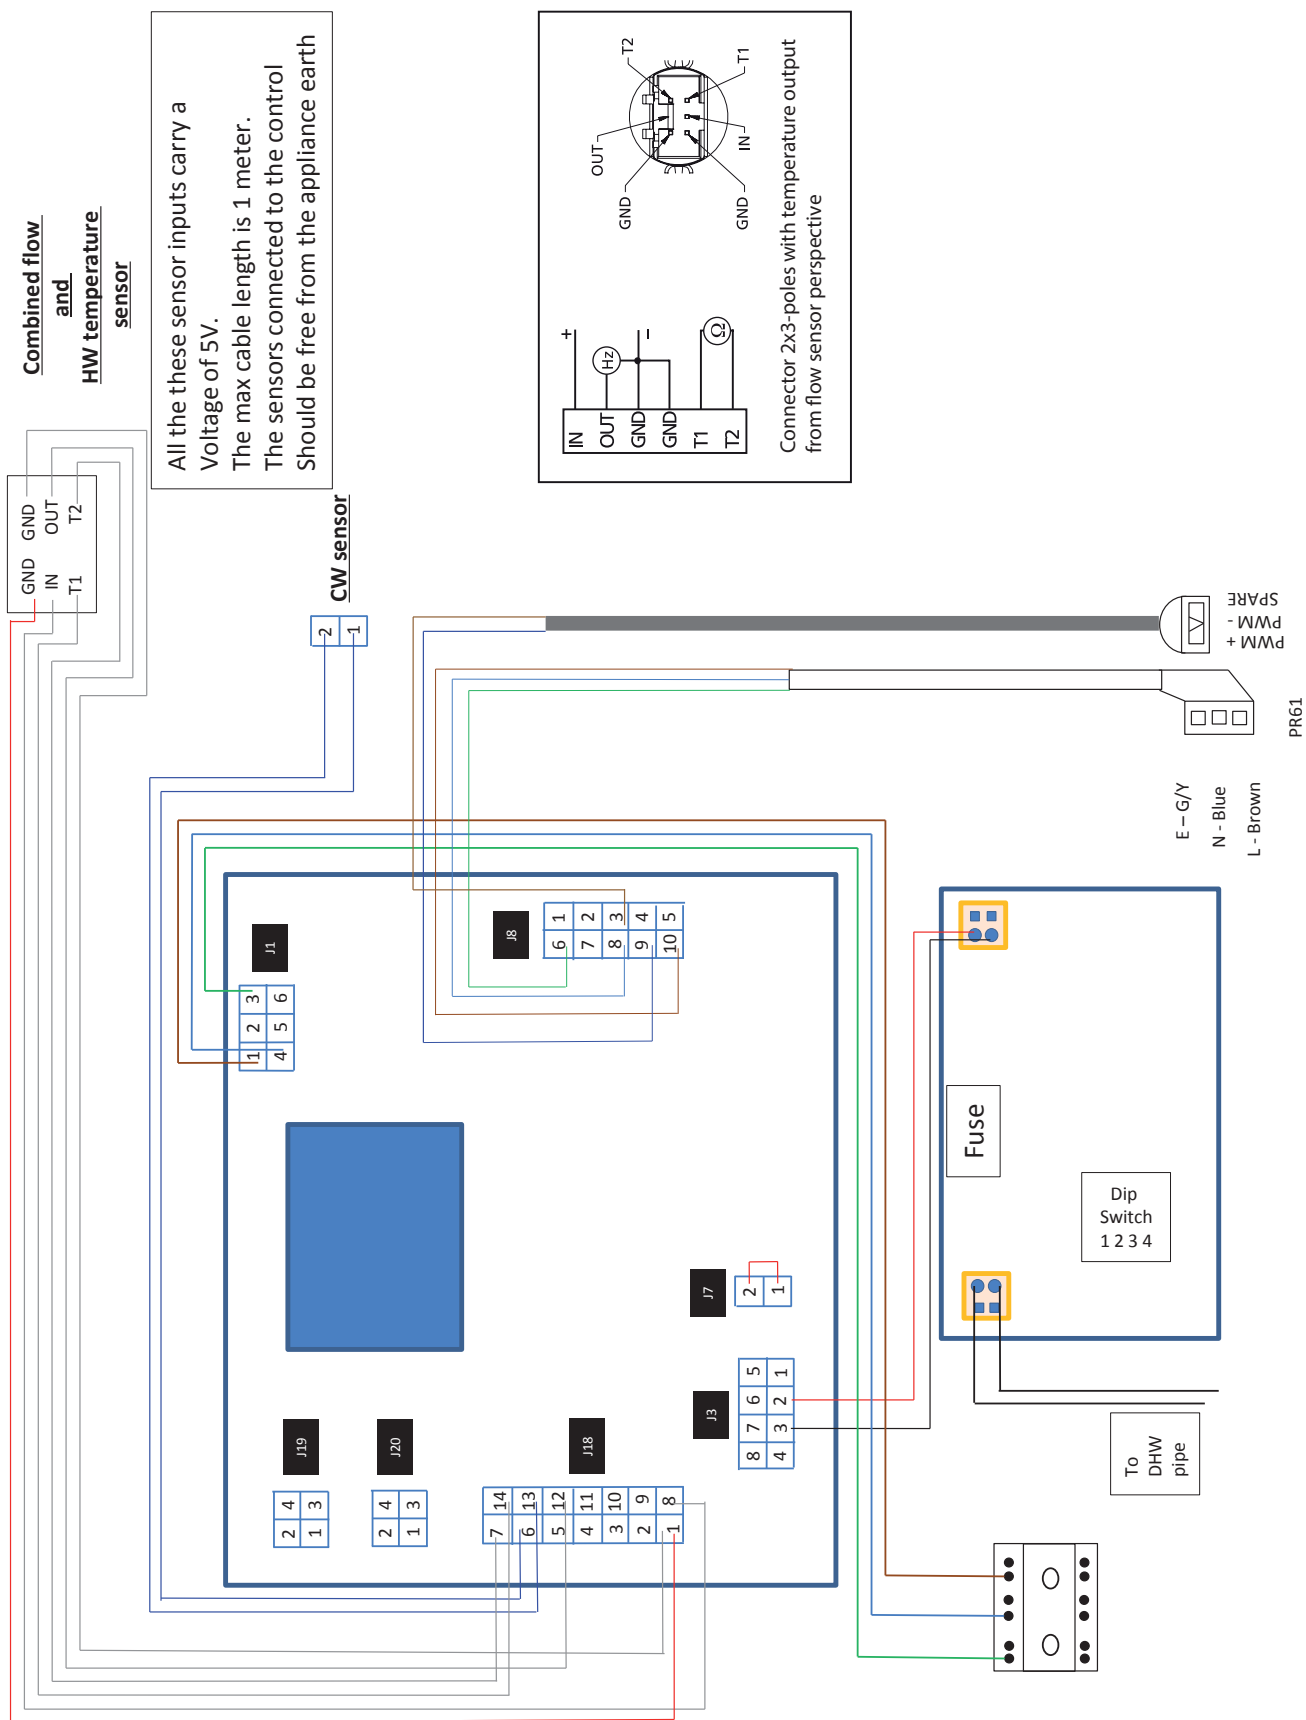 Combined flow
and
HW temperature
sensor
GND GND
IN OUT
T1 T2
All the these sensor inputs carry a
Voltage of 5V.
The max cable length is 1 meter.
The sensors connected to the control
Should be free from the appliance earth
CW sensor
2
1
IN
OUT
GND
GND
T1
T2
+
Hz
−
Ω
GND
OUT
T2
GND
IN
T1
Connector 2x3-poles with temperature output
from flow sensor perspective
J19
2 4
1 3
J20
2 4
1 3
J18
7 14
6 13
5 12
4 11
3 10
2 9
1 8
J1
1 2 3
4 5 6
J8
6 1
7 2
8 3
9 4
10 5
J7
2
1
J3
8 7 6 5
4 3 2 1
Fuse
Dip
Switch
1 2 3 4
To
DHW
pipe
E – G/Y
N - Blue
L - Brown
PR61
PWM +
PWM -
SPARE